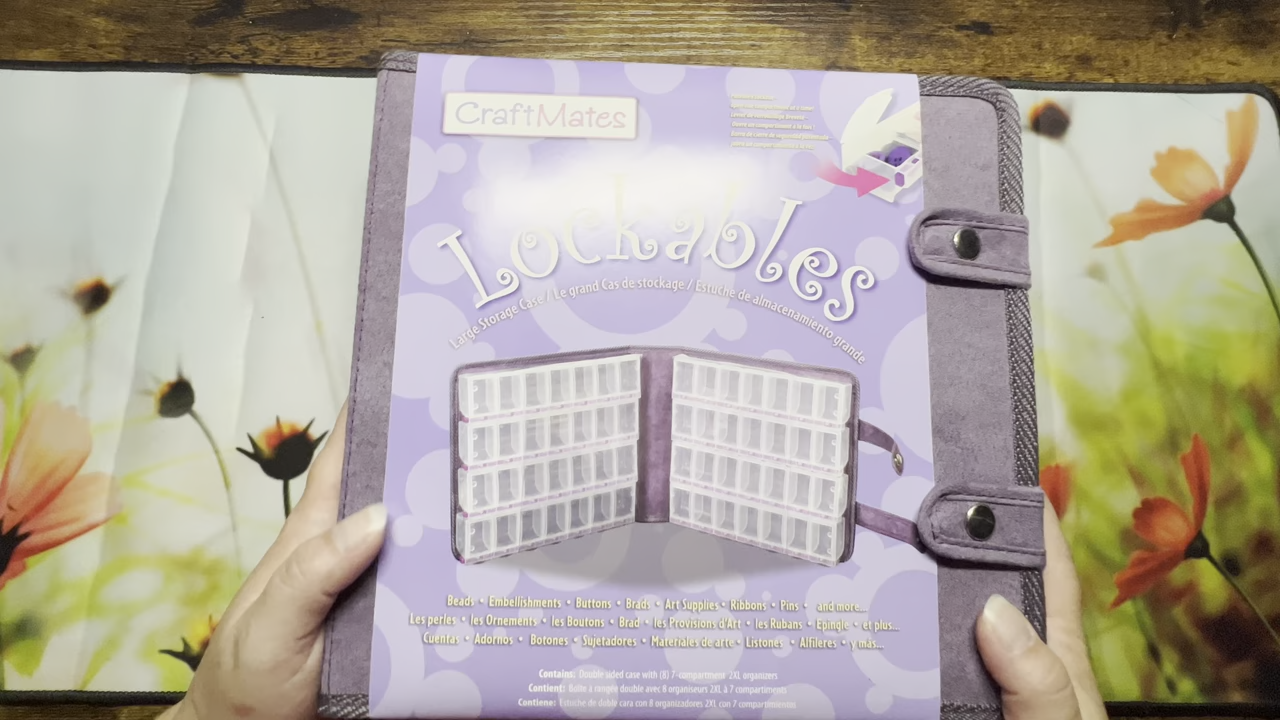 CraftMates
Lockables
Large Storage Case / Le grand Cas de stockage / Estuche de almacenamiento grande
Beads • Embellishments • Buttons • Brads • Art Supplies • Ribbons • Pins • and more...
Les perles • les Ornements • les Boutons • Brad • les Provisions d'Art • les Rubans • Epingle • et plus...
Cuentas • Adornos • Botones • Sujetadores • Materiales de arte • Listones • Alfileres • y más...
Contains: Double sided case with (8) 7-compartment 2XL organizers
Contient: Boîte à rangée double avec 8 organiseurs 2XL à 7 compartiments
Contiene: Estuche de doble cara con 8 organizadores 2XL con 7 compartimientos